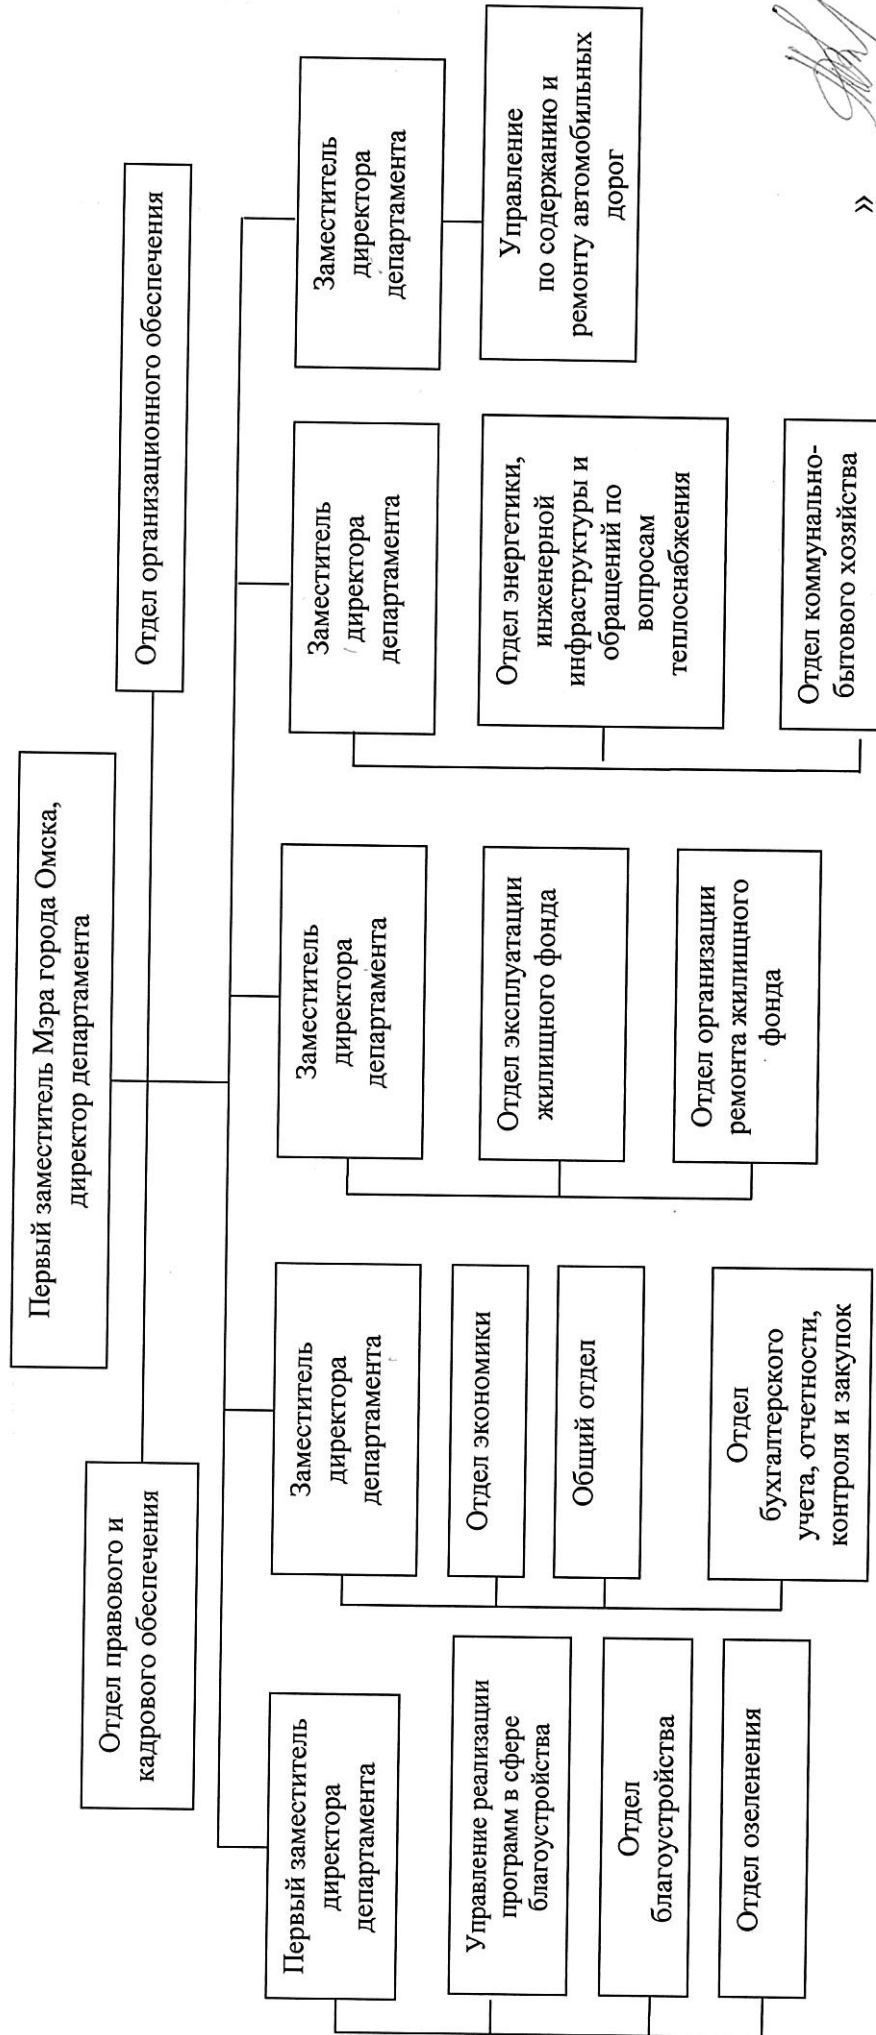 Первый заместитель Мэра города Омска,
директор департамента
Отдел правового и
кадрового обеспечения
Отдел организационного обеспечения
Первый заместитель
директора
департамента
Управление реализации
программ в сфере
благоустройства
Отдел
благоустройства
Отдел озеленения
Заместитель
директора
департамента
Отдел экономики
Общий отдел
Отдел
бухгалтерского
учета, отчетности,
контроля и закупок
Заместитель
директора
департамента
Отдел эксплуатации
жилищного фонда
Отдел организации
ремонта жилищного
фонда
Заместитель
директора
департамента
Отдел энергетики,
инженерной
инфраструктуры и
обращений по
вопросам
теплоснабжения
Отдел коммунально-
бытового хозяйства
Заместитель
директора
департамента
Управление
по содержанию и
ремонту автомобильных
дорог
»